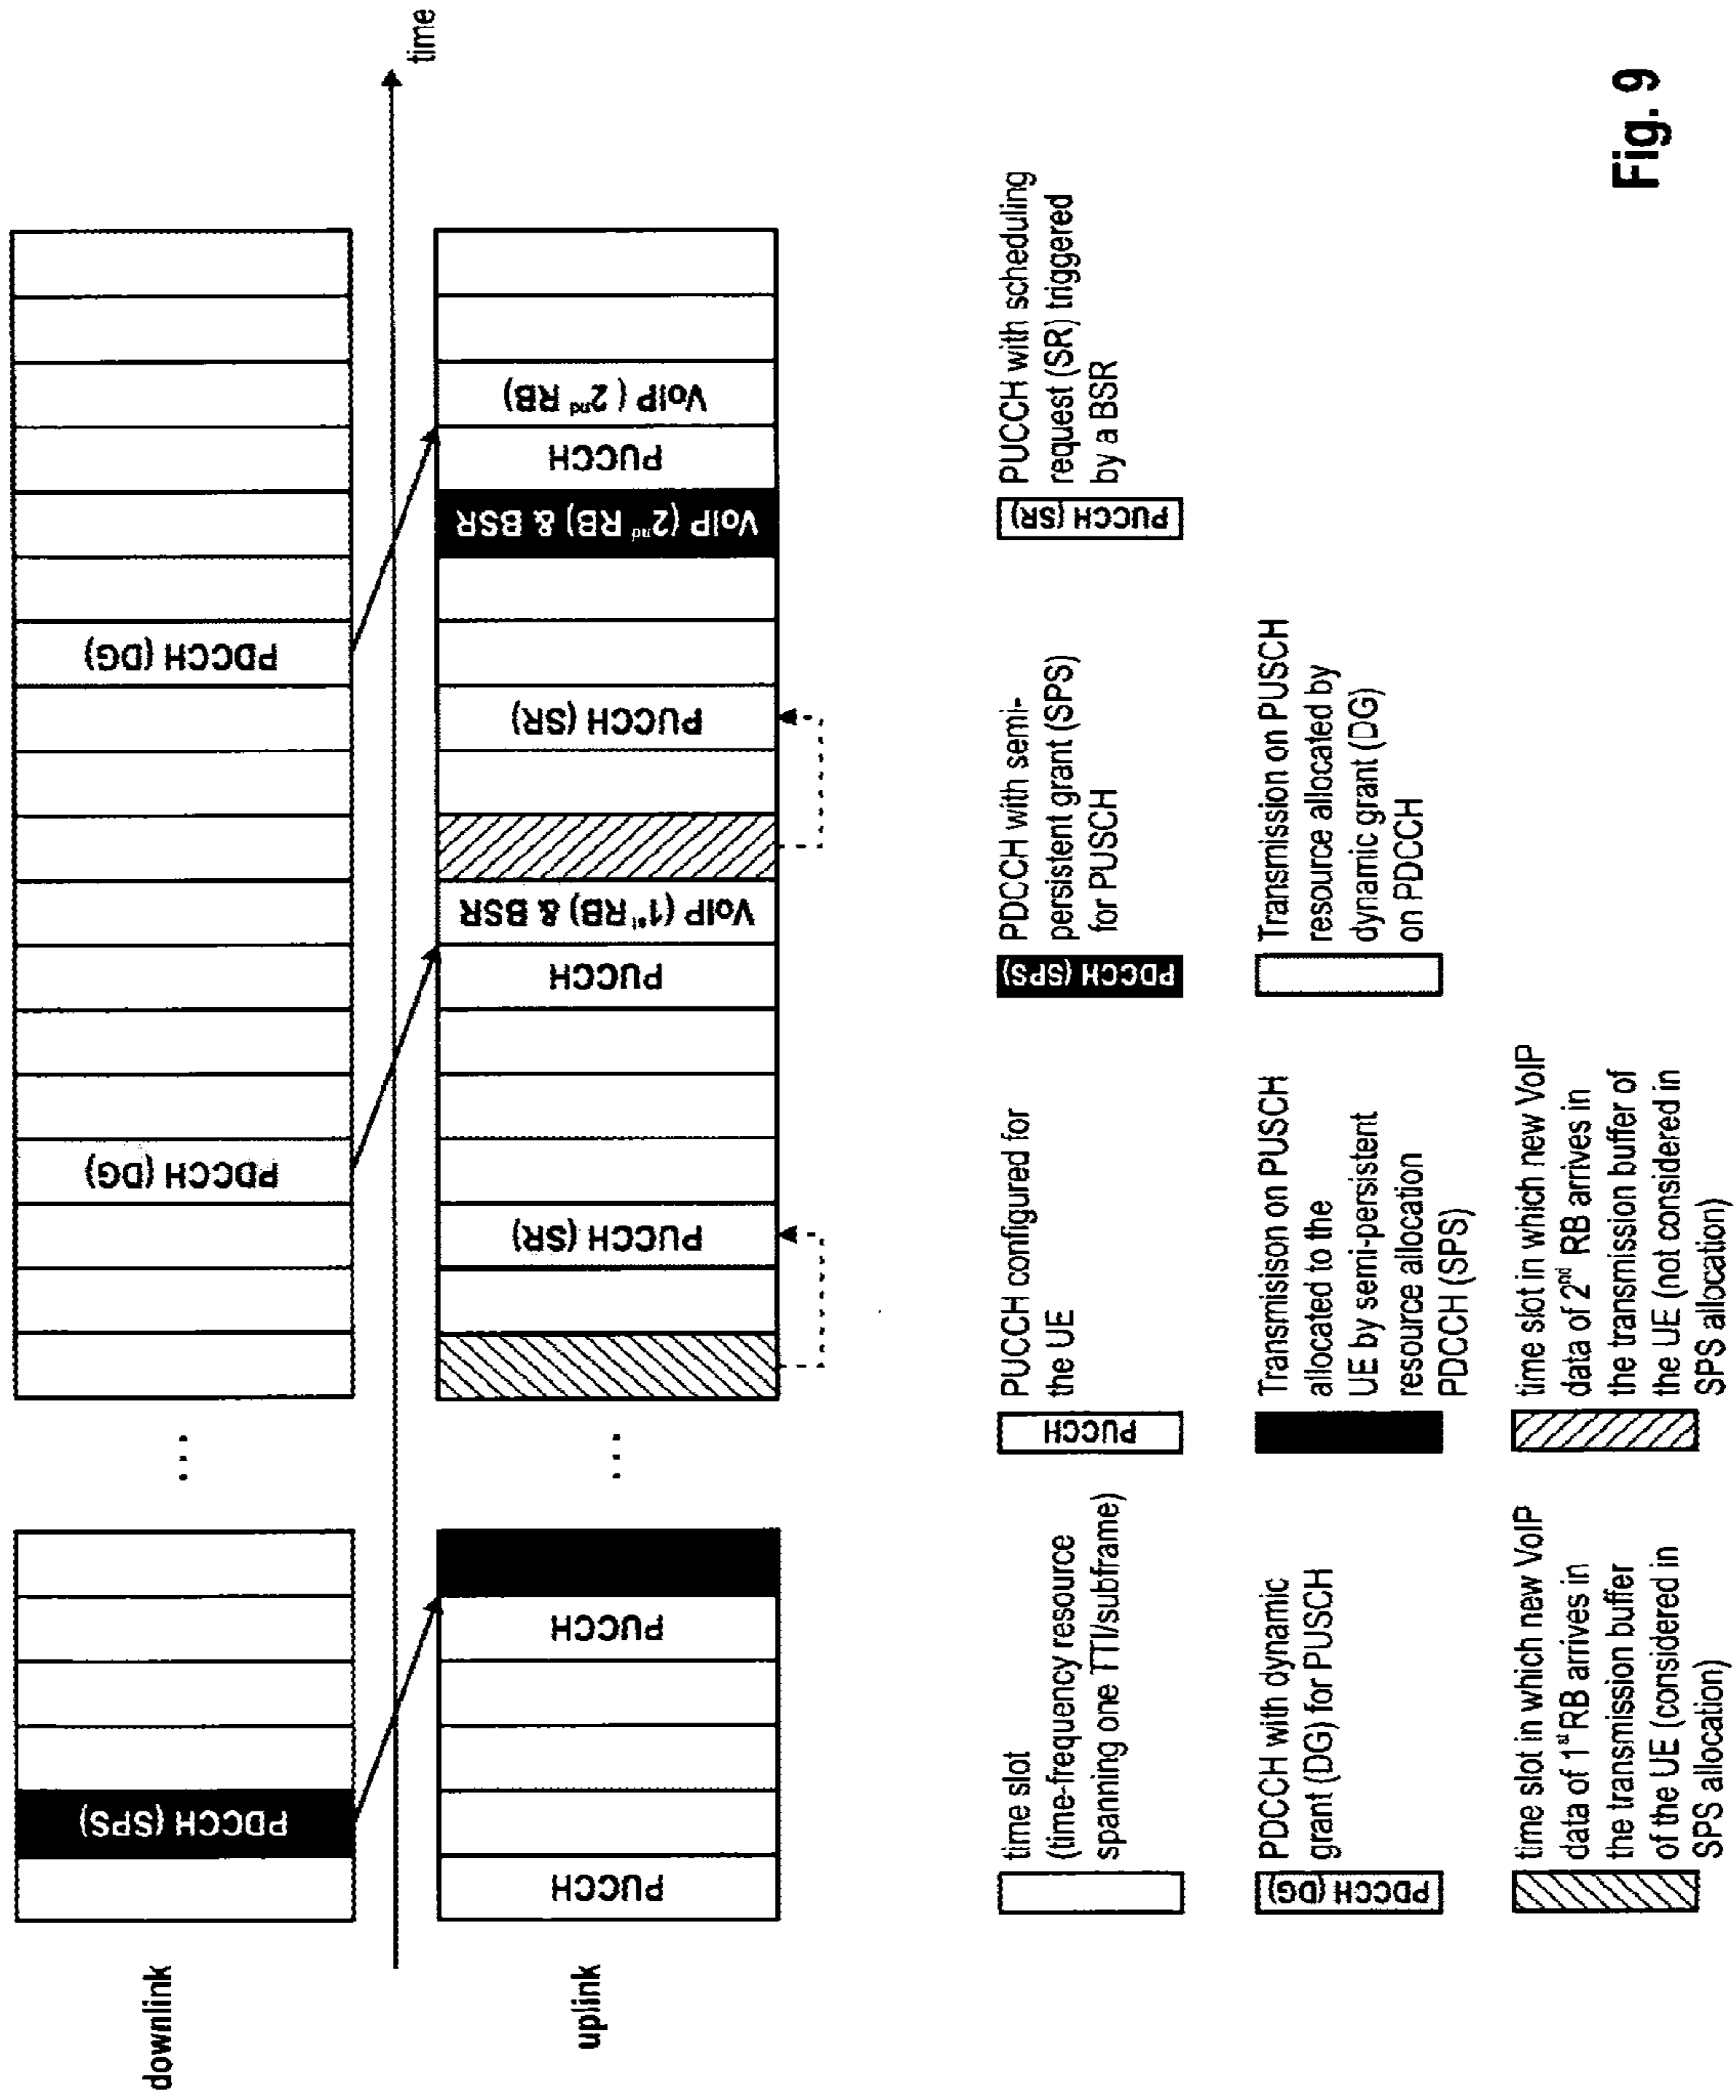 downlink
PDCCH (SPS)
...
PDCCH (DG)
PDCCH (DG)
time
uplink
PUCCH
PUCCH
...
PUCCH (SR)
PUCCH
VoIP (1st RB) & BSR
PUCCH (SR)
VoIP (2nd RB) & BSR
PUCCH
VoIP (2nd RB)
time slot
(time-frequency resource
spanning one TTI/subframe)
PUCCH
PUCCH configured for
the UE
PDCCH (SPS)
PDCCH with semi-
persistent grant (SPS)
for PUSCH
PUCCH (SR)
PUCCH with scheduling
request (SR) triggered
by a BSR
PDCCH (DG)
PDCCH with dynamic
grant (DG) for PUSCH
Transmisison on PUSCH
allocated to the
UE by semi-persistent
resource allocation
PDCCH (SPS)
Transmission on PUSCH
resource allocated by
dynamic grant (DG)
on PDCCH
time slot in which new VoIP
data of 1st RB arrives in
the transmission buffer
of the UE (considered in
SPS allocation)
time slot in which new VoIP
data of 2nd RB arrives in
the transmission buffer of
the UE (not considered in
SPS allocation)
Fig. 9